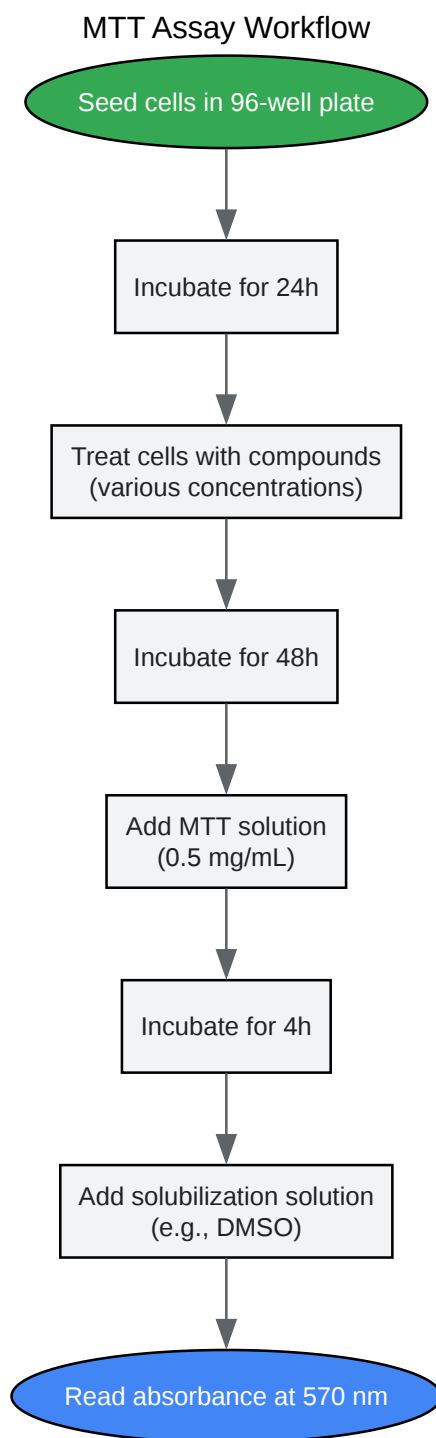 MTT Assay Workflow
Seed cells in 96-well plate
Incubate for 24h
Treat cells with compounds
(various concentrations)
Incubate for 48h
Add MTT solution
(0.5 mg/mL)
Incubate for 4h
Add solubilization solution
(e.g., DMSO)
Read absorbance at 570 nm